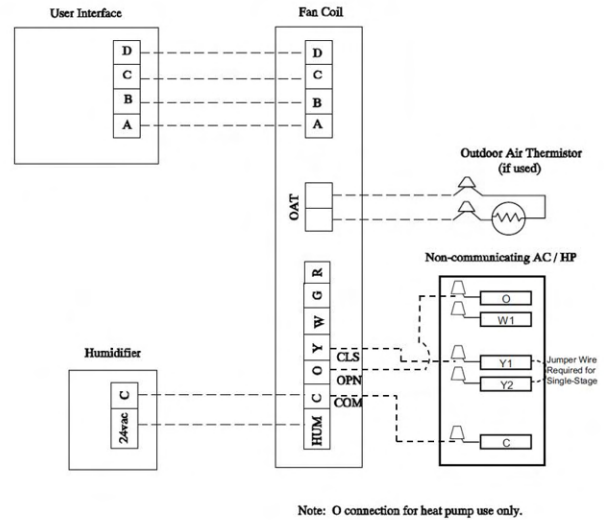 User Interface
Fan Coil
D
C
B
A
D
C
B
A
Outdoor Air Thermistor
(if used)
OAT
Non-communicating AC / HP
R
G
W
Y
O
C
HUM
CLS
OPN
COM
O
W1
Y1
Y2
C
Jumper Wire
Required for
Single-Stage
Humidifier
C
24vac
Note: O connection for heat pump use only.